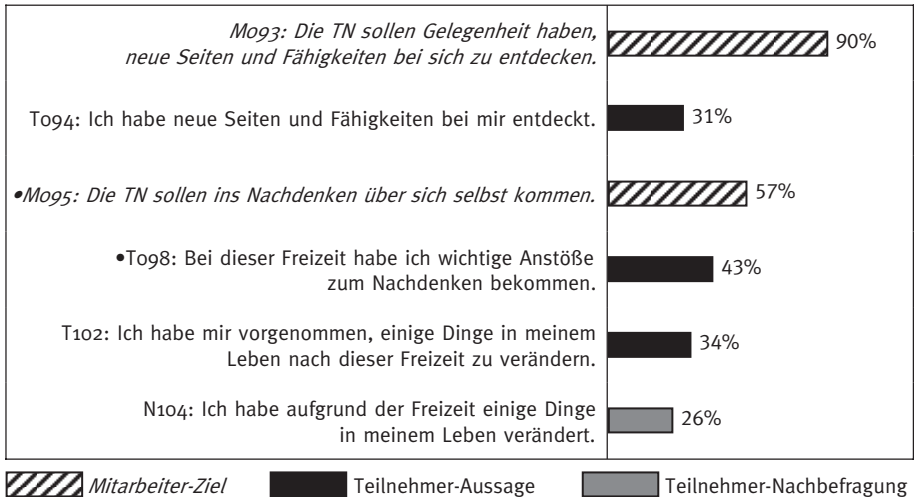 Mo93: Die TN sollen Gelegenheit haben,
neue Seiten und Fähigkeiten bei sich zu entdecken.
90%
To94: Ich habe neue Seiten und Fähigkeiten bei mir entdeckt.
31%
•Mo95: Die TN sollen ins Nachdenken über sich selbst kommen.
57%
•To98: Bei dieser Freizeit habe ich wichtige Anstöße
zum Nachdenken bekommen.
43%
T102: Ich habe mir vorgenommen, einige Dinge in meinem
Leben nach dieser Freizeit zu verändern.
34%
N104: Ich habe aufgrund der Freizeit einige Dinge
in meinem Leben verändert.
26%
Mitarbeiter-Ziel Teilnehmer-Aussage Teilnehmer-Nachbefragung